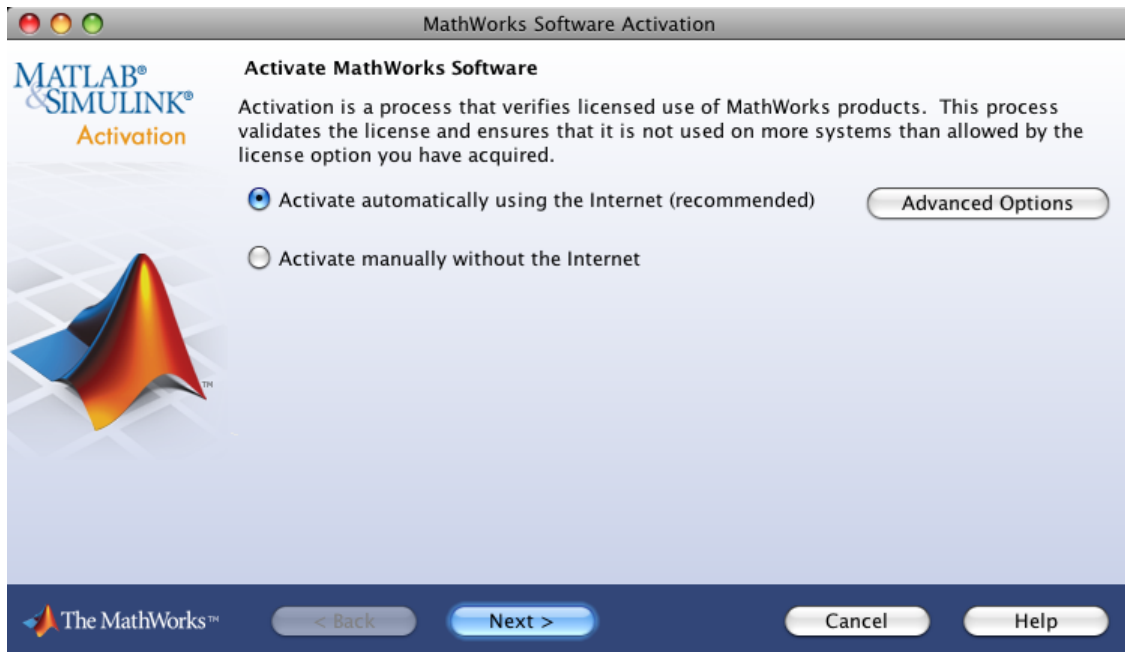 MathWorks Software Activation
MATLAB®
&SIMULINK®
Activation
Activate MathWorks Software
Activation is a process that verifies licensed use of MathWorks products. This process
validates the license and ensures that it is not used on more systems than allowed by the
license option you have acquired.
Activate automatically using the Internet (recommended)
Advanced Options
Activate manually without the Internet
TM
The MathWorks™
< Back
Next >
Cancel
Help